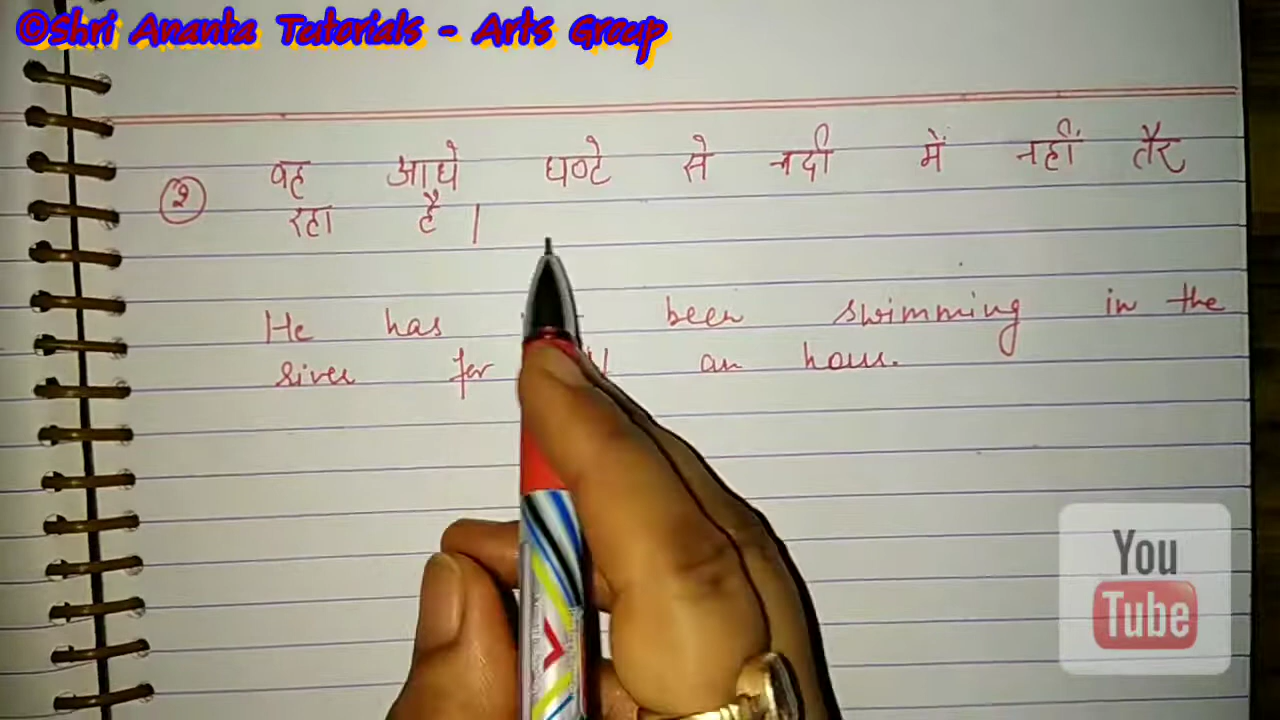 ©Shri Ananta Tutorials - Arts Group
② वह आधे घण्टे से नदी में नहीं तैर
रहा है।
He has been swimming in the
river for an hour.
You
Tube